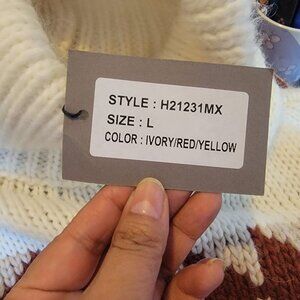 STYLE : H21231MX
SIZE : L
COLOR : IVORY/RED/YELLOW